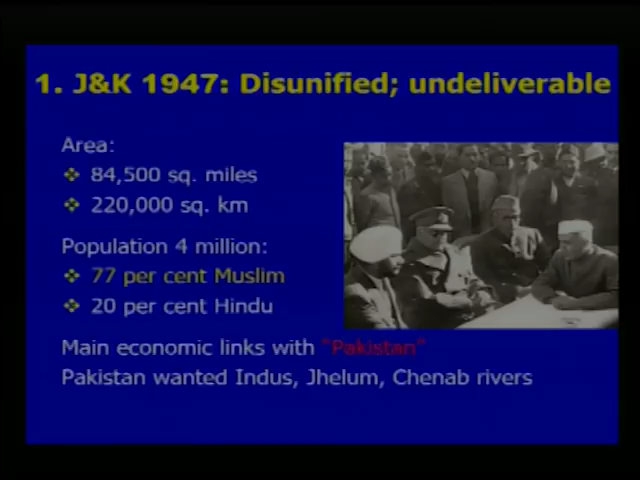 1. J&K 1947: Disunified; undeliverable
Area:
84,500 sq. miles
220,000 sq. km
Population 4 million:
77 per cent Muslim
20 per cent Hindu
Main economic links with "Pakistan"
Pakistan wanted Indus, Jhelum, Chenab rivers